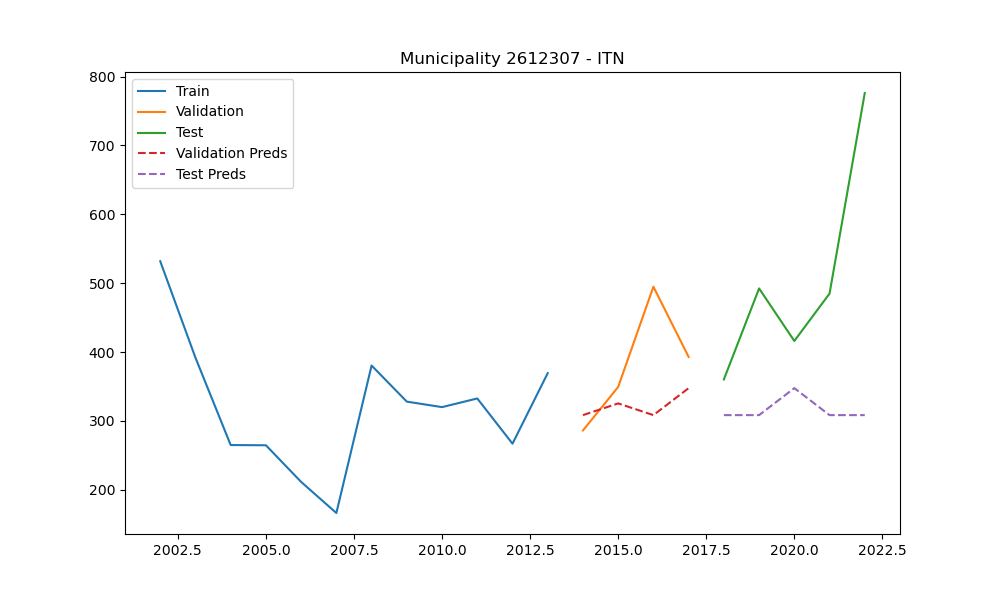 Municipality 2612307 - ITN
Train
Validation
Test
Validation Preds
Test Preds
800
700
600
500
400
300
200
2002.5 2005.0 2007.5 2010.0 2012.5 2015.0 2017.5 2020.0 2022.5